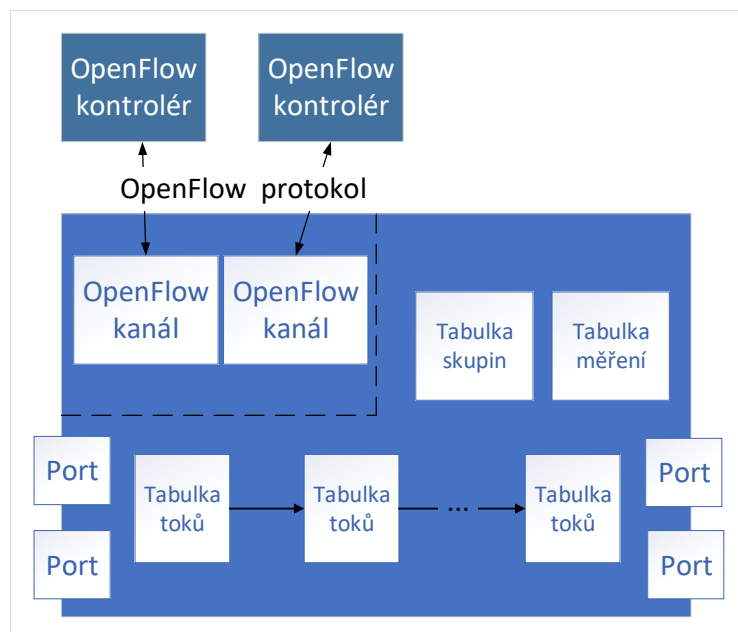 OpenFlow
kontrolér
OpenFlow
kontrolér
OpenFlow protokol
OpenFlow
kanál
OpenFlow
kanál
Tabulka
skupin
Tabulka
měření
Port
Port
Tabulka
toků
Tabulka
toků
...
Tabulka
toků
Port
Port